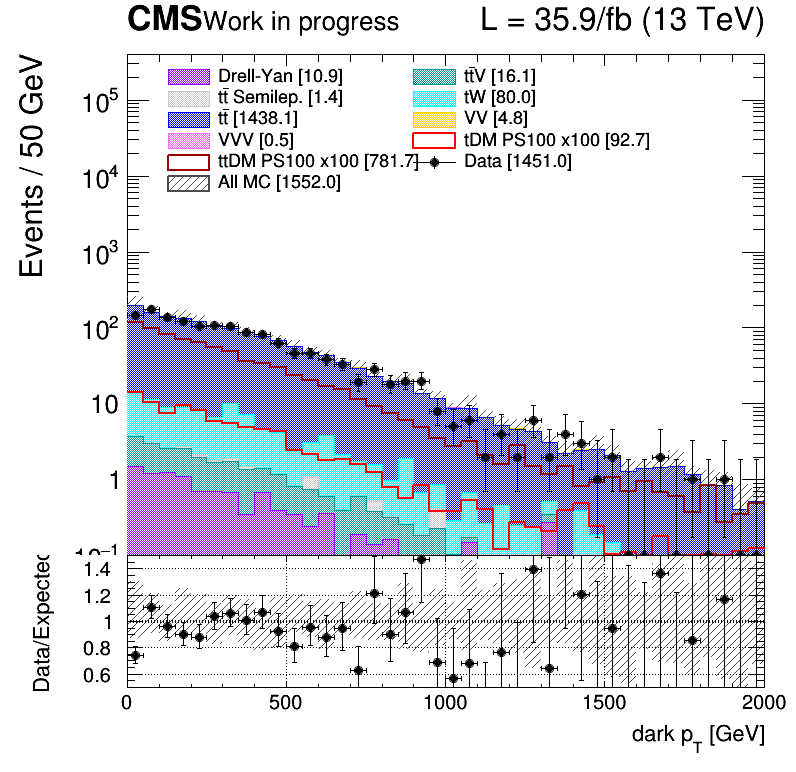 CMS Work in progress L = 35.9/fb (13 TeV)
Drell-Yan [10.9] tt̄V [16.1]
tt̄ Semilep. [1.4] tW [80.0]
tt̄ [1438.1] VV [4.8]
VVV [0.5] tDM PS100 x100 [92.7]
ttDM PS100 x100 [781.7] Data [1451.0]
All MC [1552.0]
Events / 50 GeV
10⁵
10⁴
10³
10²
10
1
10⁻¹
Data/Expected
1.4
1.2
1
0.8
0.6
0 500 1000 1500 2000
dark p_T [GeV]